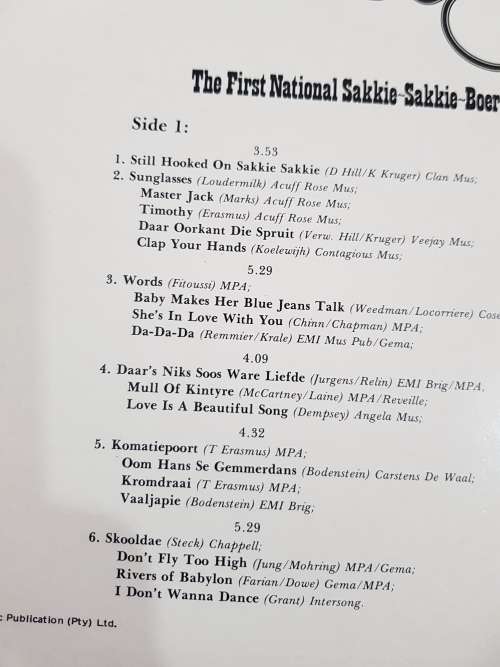 The First National Sakkie-Sakkie-Boer
Side 1:
3.53
1. Still Hooked On Sakkie Sakkie (D Hill/K Kruger) Clan Mus;
2. Sunglasses (Loudermilk) Acuff Rose Mus;
Master Jack (Marks) Acuff Rose Mus;
Timothy (Erasmus) Acuff Rose Mus;
Daar Oorkant Die Spruit (Verw. Hill/Kruger) Veejay Mus;
Clap Your Hands (Koelewijh) Contagious Mus;
5.29
3. Words (Fitoussi) MPA;
Baby Makes Her Blue Jeans Talk (Weedman/Locorriere) Cose
She's In Love With You (Chinn/Chapman) MPA;
Da-Da-Da (Remmier/Krale) EMI Mus Pub/Gema;
4.09
4. Daar's Niks Soos Ware Liefde (Jurgens/Relin) EMI Brig/MPA,
Mull Of Kintyre (McCartney/Laine) MPA/Reveille;
Love Is A Beautiful Song (Dempsey) Angela Mus;
4.32
5. Komatiepoort (T Erasmus) MPA;
Oom Hans Se Gemmerdans (Bodenstein) Carstens De Waal;
Kromdraai (T Erasmus) MPA;
Vaaljapie (Bodenstein) EMI Brig;
5.29
6. Skooldae (Steck) Chappell;
Don't Fly Too High (Jung/Mohring) MPA/Gema;
Rivers of Babylon (Farian/Dowe) Gema/MPA;
I Don't Wanna Dance (Grant) Intersong.
c Publication (Pty) Ltd.